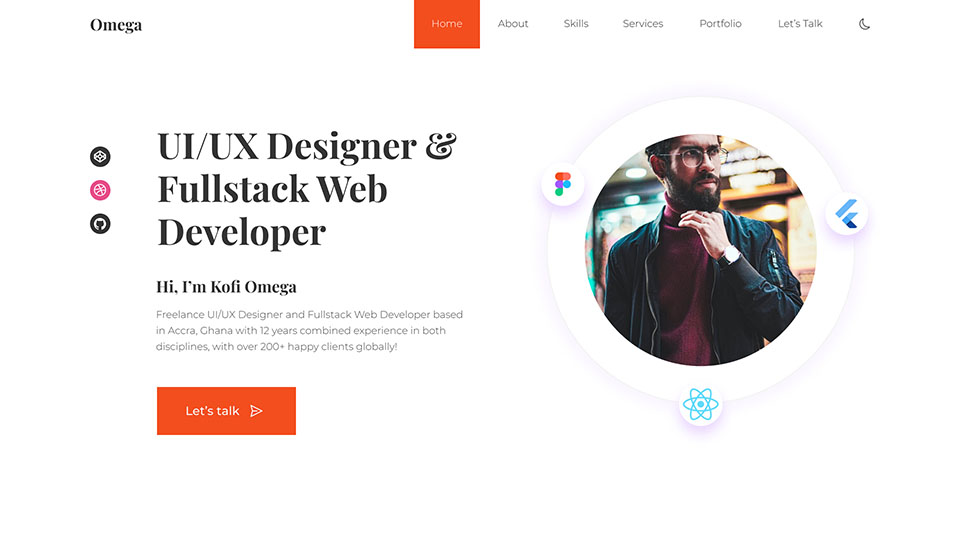 Omega
Home
About
Skills
Services
Portfolio
Let’s Talk
UI/UX Designer &
Fullstack Web
Developer
Hi, I’m Kofi Omega
Freelance UI/UX Designer and Fullstack Web Developer based
in Accra, Ghana with 12 years combined experience in both
disciplines, with over 200+ happy clients globally!
Let’s talk